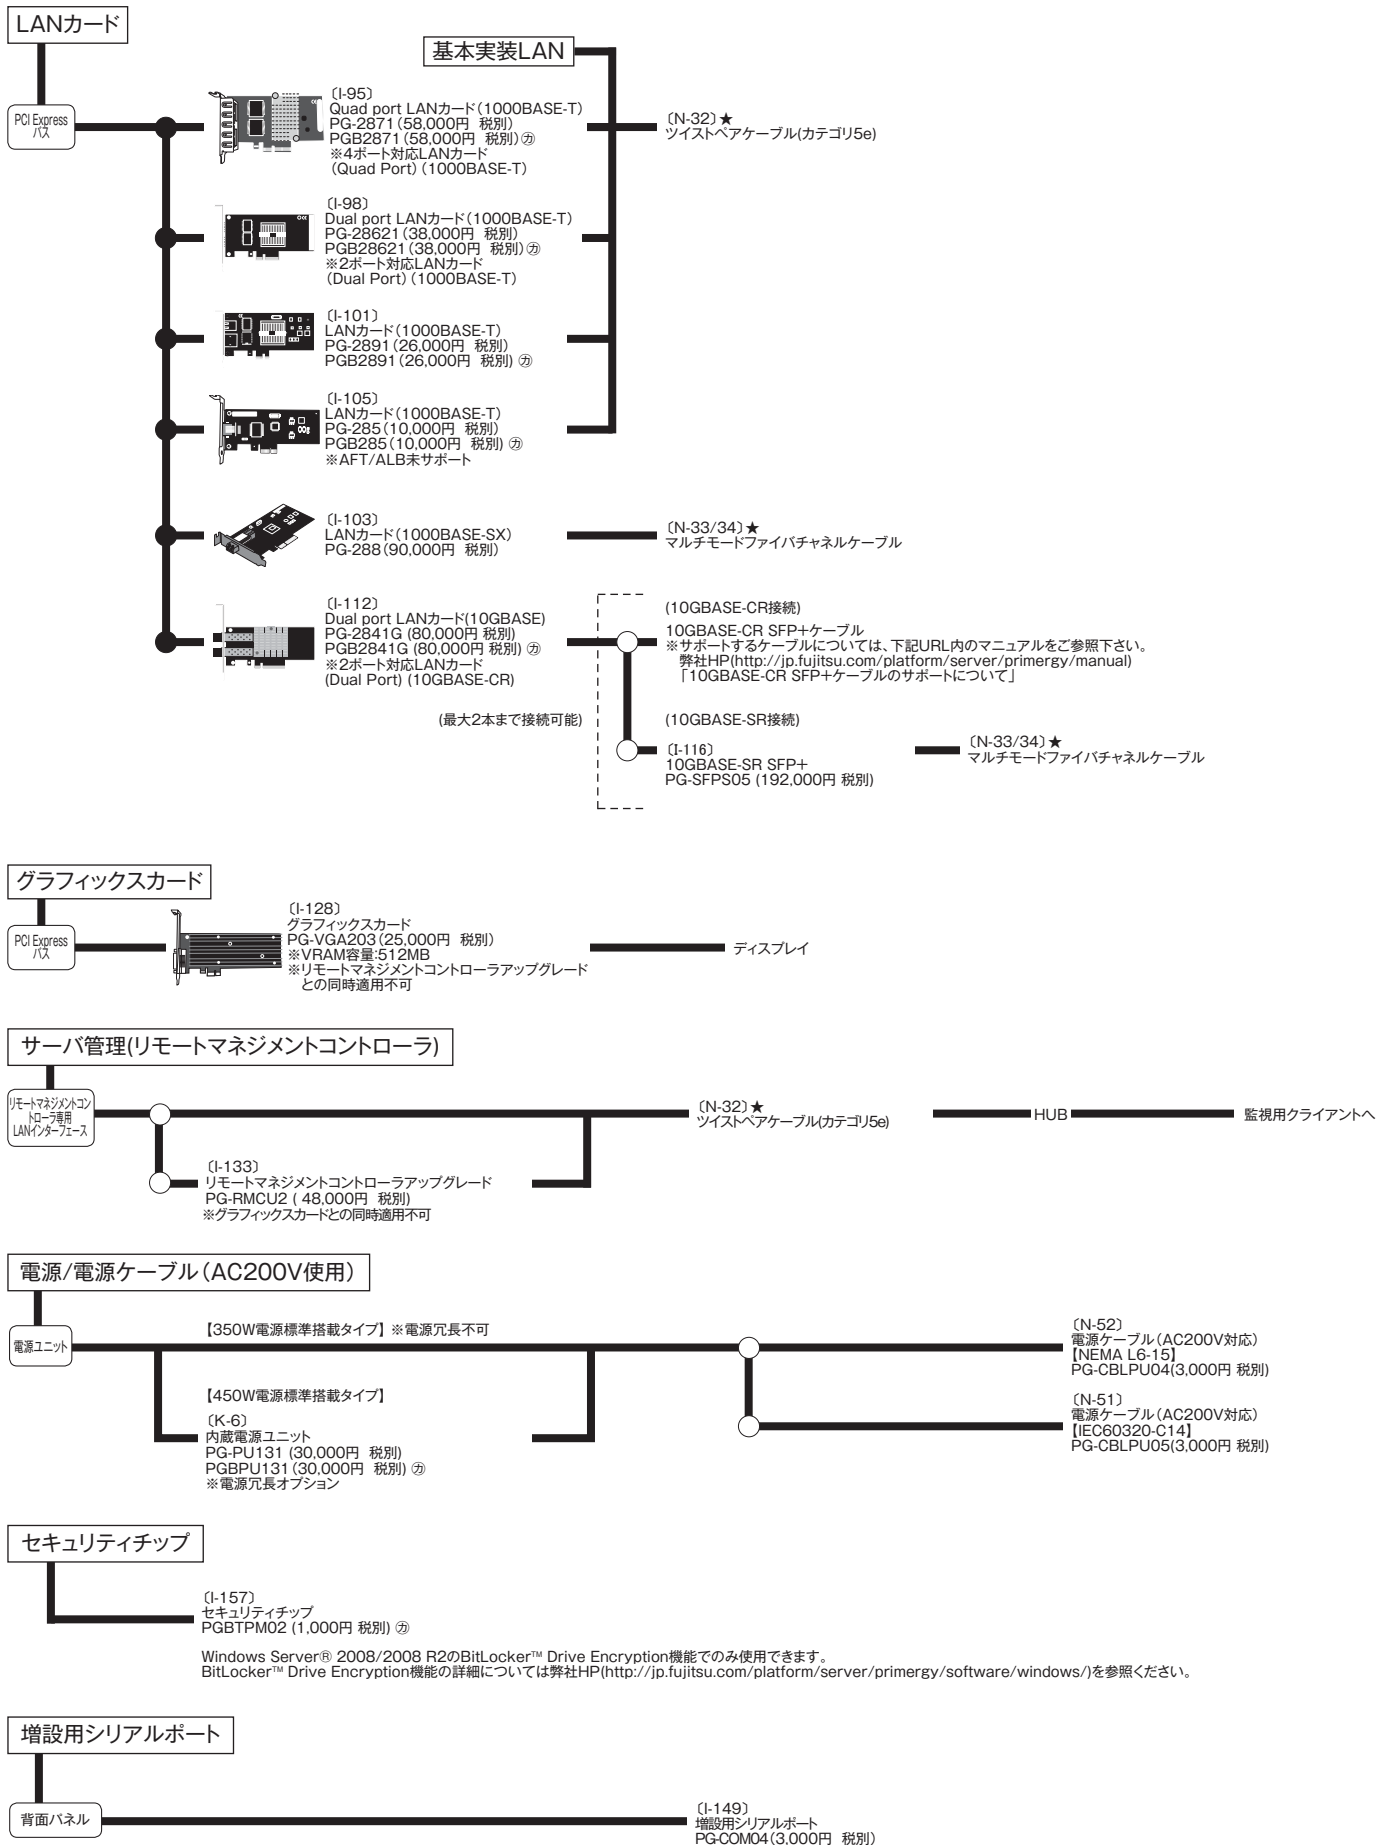 LANカード
基本実装LAN
PCI Express
バス
〔I-95〕
Quad port LANカード(1000BASE-T)
PG-2871(58,000円 税別)
PGB2871(58,000円 税別)㋕
※4ポート対応LANカード
(Quad Port)(1000BASE-T)
〔N-32〕★
ツイストペアケーブル(カテゴリ5e)
〔I-98〕
Dual port LANカード(1000BASE-T)
PG-28621(38,000円 税別)
PGB28621(38,000円 税別)㋕
※2ポート対応LANカード
(Dual Port)(1000BASE-T)
〔I-101〕
LANカード(1000BASE-T)
PG-2891(26,000円 税別)
PGB2891(26,000円 税別)㋕
〔I-105〕
LANカード(1000BASE-T)
PG-285(10,000円 税別)
PGB285(10,000円 税別)㋕
※AFT/ALB未サポート
〔I-103〕
LANカード(1000BASE-SX)
PG-288(90,000円 税別)
〔N-33/34〕★
マルチモードファイバチャネルケーブル
〔I-112〕
Dual port LANカード(10GBASE)
PG-2841G (80,000円 税別)
PGB2841G (80,000円 税別) ㋕
※2ポート対応LANカード
(Dual Port) (10GBASE-CR)
(最大2本まで接続可能)
(10GBASE-CR接続)
10GBASE-CR SFP+ケーブル
※サポートするケーブルについては、下記URL内のマニュアルをご参照下さい。
弊社HP(http://jp.fujitsu.com/platform/server/primergy/manual)
「10GBASE-CR SFP+ケーブルのサポートについて」
(10GBASE-SR接続)
〔I-116〕
10GBASE-SR SFP+
PG-SFPS05 (192,000円 税別)
〔N-33/34〕★
マルチモードファイバチャネルケーブル
グラフィックスカード
PCI Express
バス
〔I-128〕
グラフィックスカード
PG-VGA203(25,000円 税別)
※VRAM容量:512MB
※リモートマネジメントコントローラアップグレード
との同時適用不可
ディスプレイ
サーバ管理(リモートマネジメントコントローラ)
リモートマネジメントコン
トローラ専用
LANインターフェース
〔N-32〕★
ツイストペアケーブル(カテゴリ5e)
HUB
監視用クライアントへ
〔I-133〕
リモートマネジメントコントローラアップグレード
PG-RMCU2 ( 48,000円 税別)
※グラフィックスカードとの同時適用不可
電源/電源ケーブル(AC200V使用)
電源ユニット
【350W電源標準搭載タイプ】 ※電源冗長不可
【450W電源標準搭載タイプ】
〔K-6〕
内蔵電源ユニット
PG-PU131 (30,000円 税別)
PGBPU131(30,000円 税別) ㋕
※電源冗長オプション
〔N-52〕
電源ケーブル(AC200V対応)
【NEMA L6-15】
PG-CBLPU04(3,000円 税別)
〔N-51〕
電源ケーブル(AC200V対応)
【IEC60320-C14】
PG-CBLPU05(3,000円 税別)
セキュリティチップ
〔I-157〕
セキュリティチップ
PGBTPM02 (1,000円 税別) ㋕
Windows Server® 2008/2008 R2のBitLocker™ Drive Encryption機能でのみ使用できます。
BitLocker™ Drive Encryption機能の詳細については弊社HP(http://jp.fujitsu.com/platform/server/primergy/software/windows/)を参照ください。
増設用シリアルポート
背面パネル
〔I-149〕
増設用シリアルポート
PG-COM04(3,000円 税別)